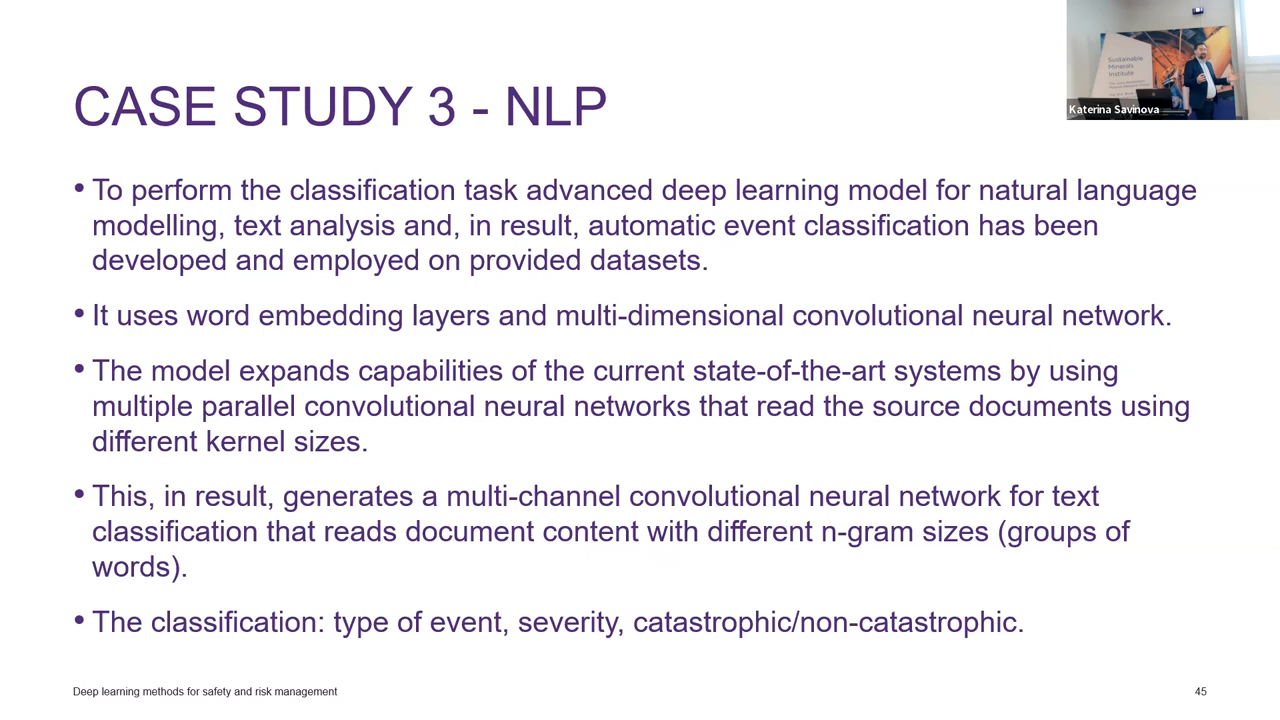 Sustainable
Minerals
Institute
Katerina Savinova
CASE STUDY 3 - NLP
• To perform the classification task advanced deep learning model for natural language
modelling, text analysis and, in result, automatic event classification has been
developed and employed on provided datasets.
• It uses word embedding layers and multi-dimensional convolutional neural network.
• The model expands capabilities of the current state-of-the-art systems by using
multiple parallel convolutional neural networks that read the source documents using
different kernel sizes.
• This, in result, generates a multi-channel convolutional neural network for text
classification that reads document content with different n-gram sizes (groups of
words).
• The classification: type of event, severity, catastrophic/non-catastrophic.
Deep learning methods for safety and risk management
45